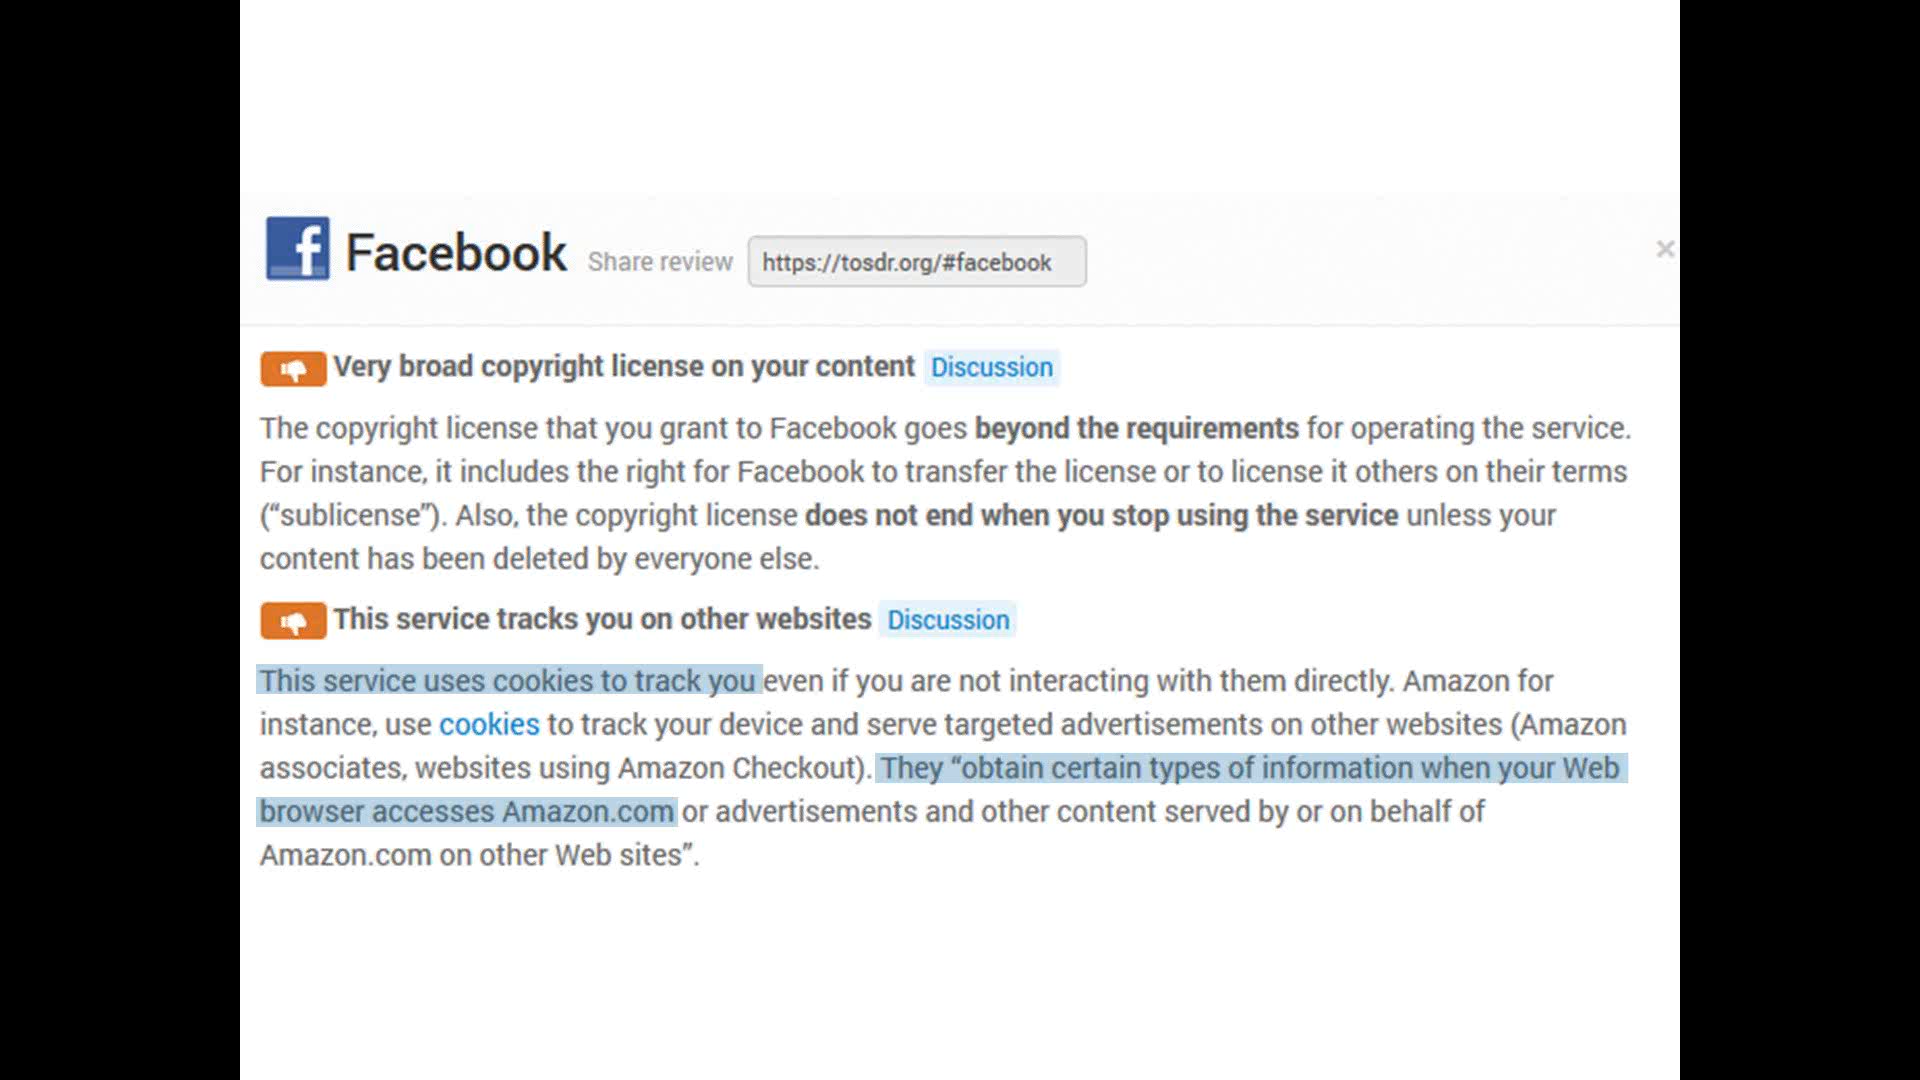 f Facebook Share review https://tosdr.org/#facebook ×
Very broad copyright license on your content Discussion
The copyright license that you grant to Facebook goes beyond the requirements for operating the service.
For instance, it includes the right for Facebook to transfer the license or to license it others on their terms
(“sublicense”). Also, the copyright license does not end when you stop using the service unless your
content has been deleted by everyone else.
This service tracks you on other websites Discussion
This service uses cookies to track you even if you are not interacting with them directly. Amazon for
instance, use cookies to track your device and serve targeted advertisements on other websites (Amazon
associates, websites using Amazon Checkout). They “obtain certain types of information when your Web
browser accesses Amazon.com or advertisements and other content served by or on behalf of
Amazon.com on other Web sites”.